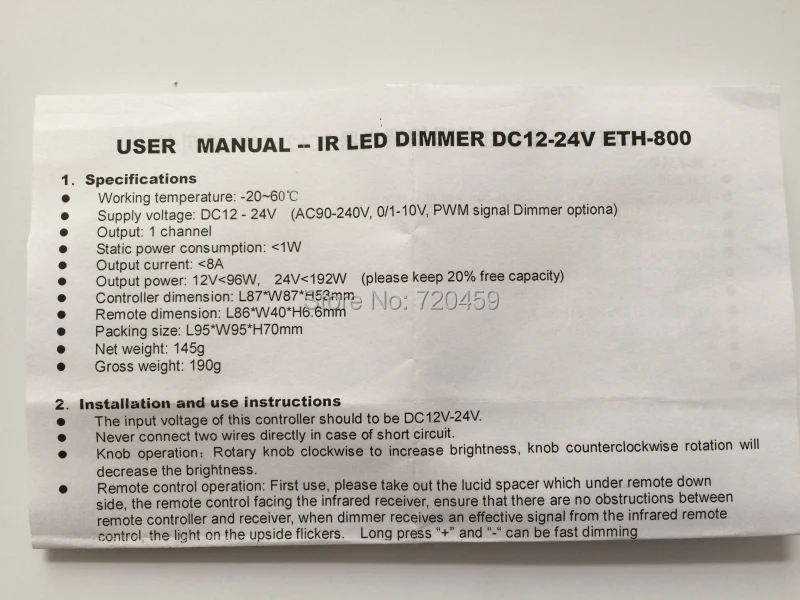 USER MANUAL -- IR LED DIMMER DC12-24V ETH-800
1. Specifications
● Working temperature: -20~60℃
● Supply voltage: DC12 - 24V (AC90-240V, 0/1-10V, PWM signal Dimmer optiona)
● Output: 1 channel
● Static power consumption: <1W
● Output current: <8A
● Output power: 12V<96W, 24V<192W (please keep 20% free capacity)
● Controller dimension: L87*W87*H53mm
Store No: 720459
● Remote dimension: L86*W40*H6.6mm
● Packing size: L95*W95*H70mm
● Net weight: 145g
● Gross weight: 190g
2. Installation and use instructions
● The input voltage of this controller should to be DC12V-24V.
● Never connect two wires directly in case of short circuit.
● Knob operation: Rotary knob clockwise to increase brightness, knob counterclockwise rotation will
decrease the brightness.
● Remote control operation: First use, please take out the lucid spacer which under remote down
side, the remote control facing the infrared receiver, ensure that there are no obstructions between
remote controller and receiver, when dimmer receives an effective signal from the infrared remote
control, the light on the upside flickers. Long press "+" and "-" can be fast dimming